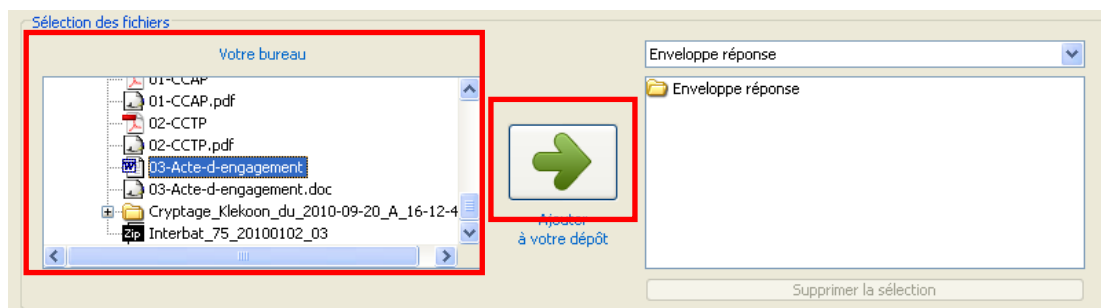 Sélection des fichiers
Votre bureau
01-CCAP
01-CCAP.pdf
02-CCTP
02-CCTP.pdf
03-Acte-d-engagement
03-Acte-d-engagement.doc
Cryptage_Klekoon_du_2010-09-20_A_16-12-4
Zip Interbat_75_20100102_03
Ajouter
à votre dépôt
Enveloppe réponse
Enveloppe réponse
Supprimer la sélection